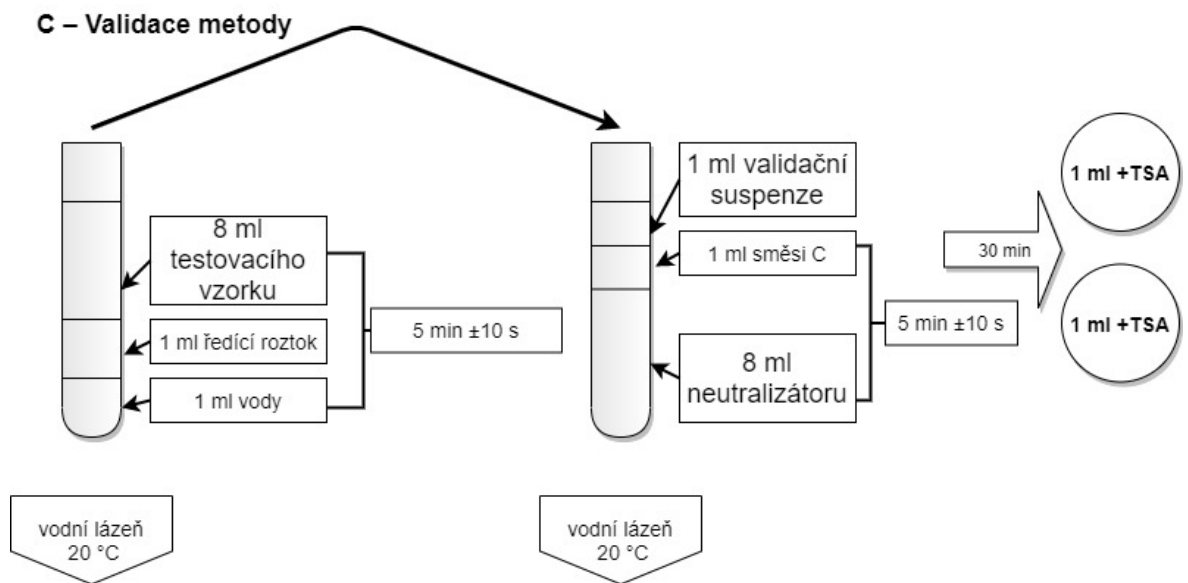 C – Validace metody
8 ml
testovacího
vzorku
1 ml ředící roztok
1 ml vody
5 min ±10 s
vodní lázeň
20 °C
1 ml validační
suspenze
1 ml směsi C
8 ml
neutralizátoru
5 min ±10 s
vodní lázeň
20 °C
30 min
1 ml +TSA
1 ml +TSA